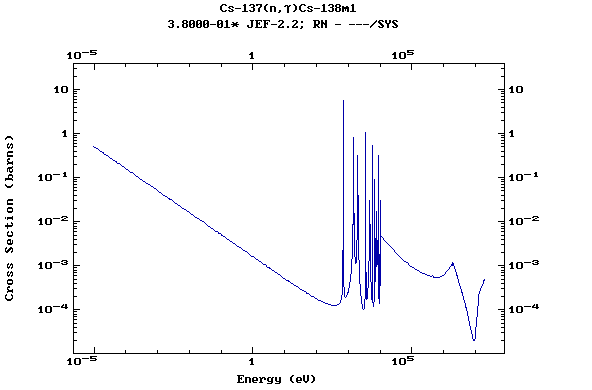 Cs-137(n,γ)Cs-138m1
3.8000-01* JEF-2.2; RN - ---/SYS
10⁻⁵ 1 10⁵
10 10
1 1
10⁻¹ 10⁻¹
10⁻² 10⁻²
10⁻³ 10⁻³
10⁻⁴ 10⁻⁴
Cross Section (barns)
10⁻⁵ 1 10⁵
Energy (eV)